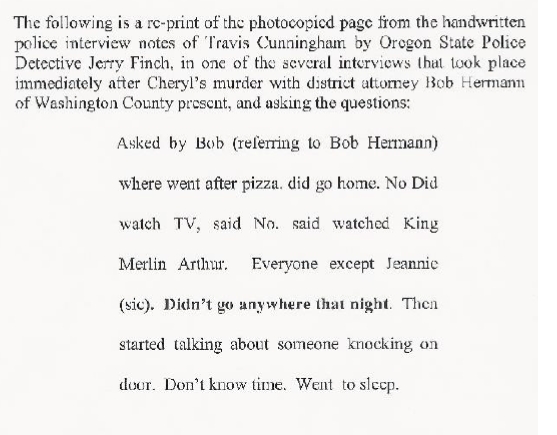 The following is a re-print of the photocopied page from the handwritten
police interview notes of Travis Cunningham by Oregon State Police
Detective Jerry Finch, in one of the several interviews that took place
immediately after Cheryl's murder with district attorney Bob Hermann
of Washington County present, and asking the questions:
Asked by Bob (referring to Bob Hermann)
where went after pizza. did go home. No Did
watch TV, said No. said watched King
Merlin Arthur. Everyone except Jeannie
(sic). Didn't go anywhere that night. Then
started talking about someone knocking on
door. Don't know time. Went to sleep.